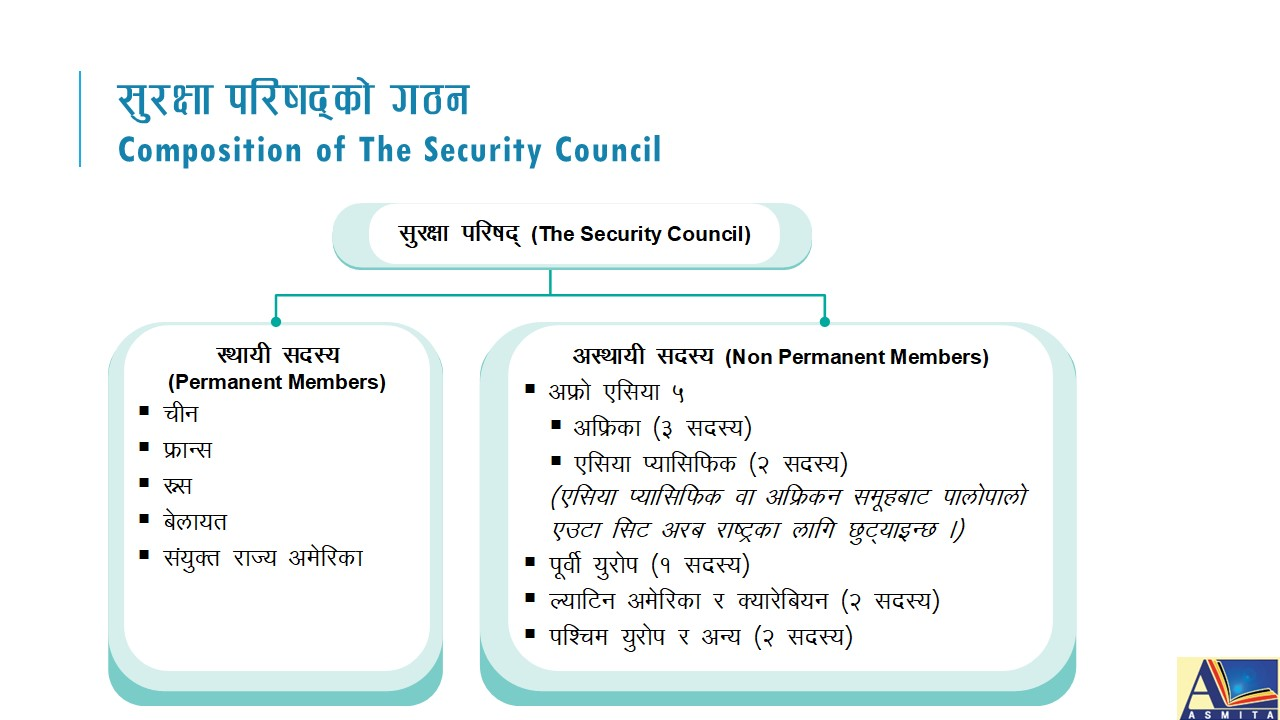 सुरक्षा परिषद्को गठन
Composition of The Security Council
सुरक्षा परिषद् (The Security Council)
स्थायी सदस्य
(Permanent Members)
▪ चीन
▪ फ्रान्स
▪ रुस
▪ बेलायत
▪ संयुक्त राज्य अमेरिका
अस्थायी सदस्य (Non Permanent Members)
▪ अफ्रो एसिया ५
▪ अफ्रिका (३ सदस्य)
▪ एसिया प्यासिफिक (२ सदस्य)
(एसिया प्यासिफिक वा अफ्रिकन समूहबाट पालोपालो
एउटा सिट अरब राष्ट्रका लागि छुट्याइन्छ ।)
▪ पूर्वी युरोप (१ सदस्य)
▪ ल्याटिन अमेरिका र क्यारेबियन (२ सदस्य)
▪ पश्चिम युरोप र अन्य (२ सदस्य)
ASMITA